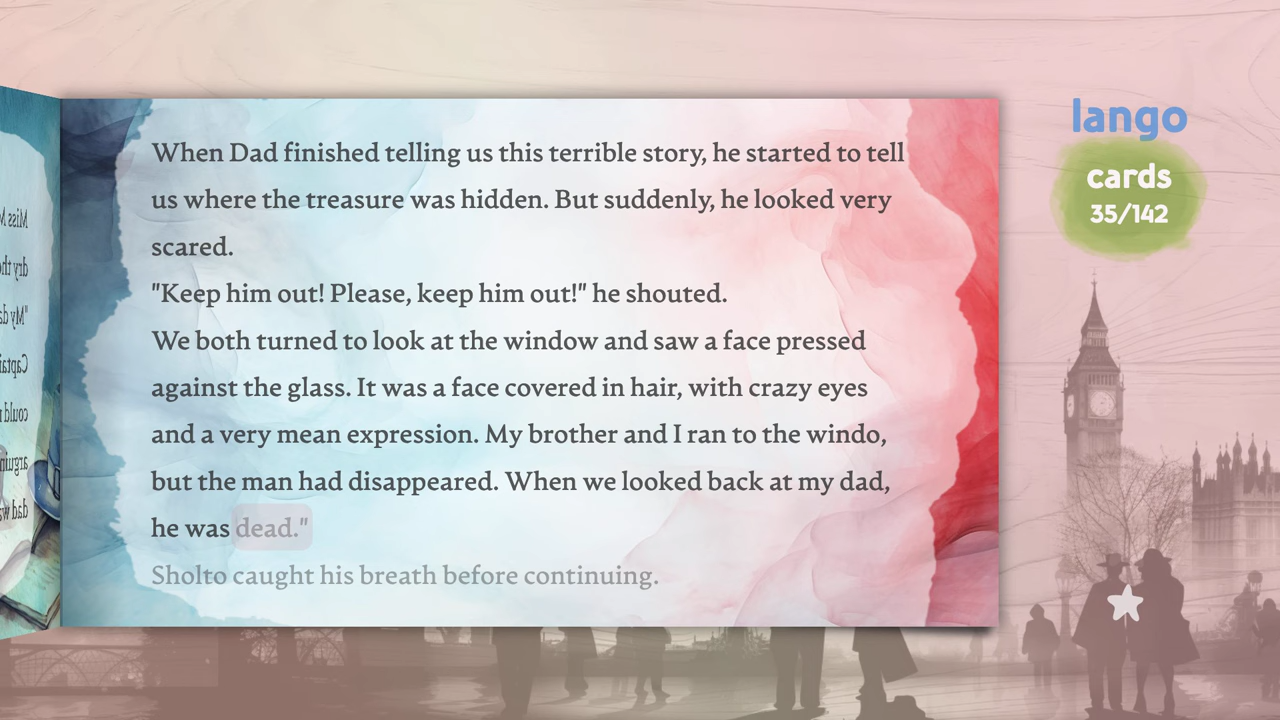 When Dad finished telling us this terrible story, he started to tell
us where the treasure was hidden. But suddenly, he looked very
scared.
"Keep him out! Please, keep him out!" he shouted.
We both turned to look at the window and saw a face pressed
against the glass. It was a face covered in hair, with crazy eyes
and a very mean expression. My brother and I ran to the windo,
but the man had disappeared. When we looked back at my dad,
he was dead."
Sholto caught his breath before continuing.
lango
cards
35/142